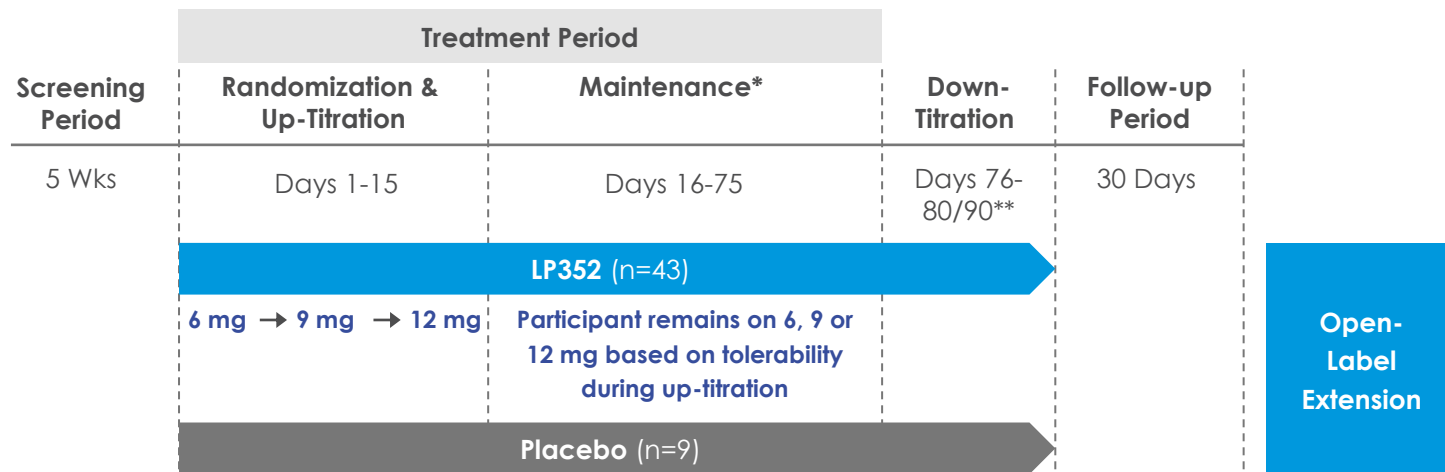 Treatment Period
Screening
Period
Randomization &
Up-Titration
Maintenance*
Down-
Titration
Follow-up
Period
5 Wks
Days 1-15
Days 16-75
Days 76-
80/90**
30 Days
LP352 (n=43)
6 mg → 9 mg → 12 mg
Participant remains on 6, 9 or
12 mg based on tolerability
during up-titration
Placebo (n=9)
Open-
Label
Extension